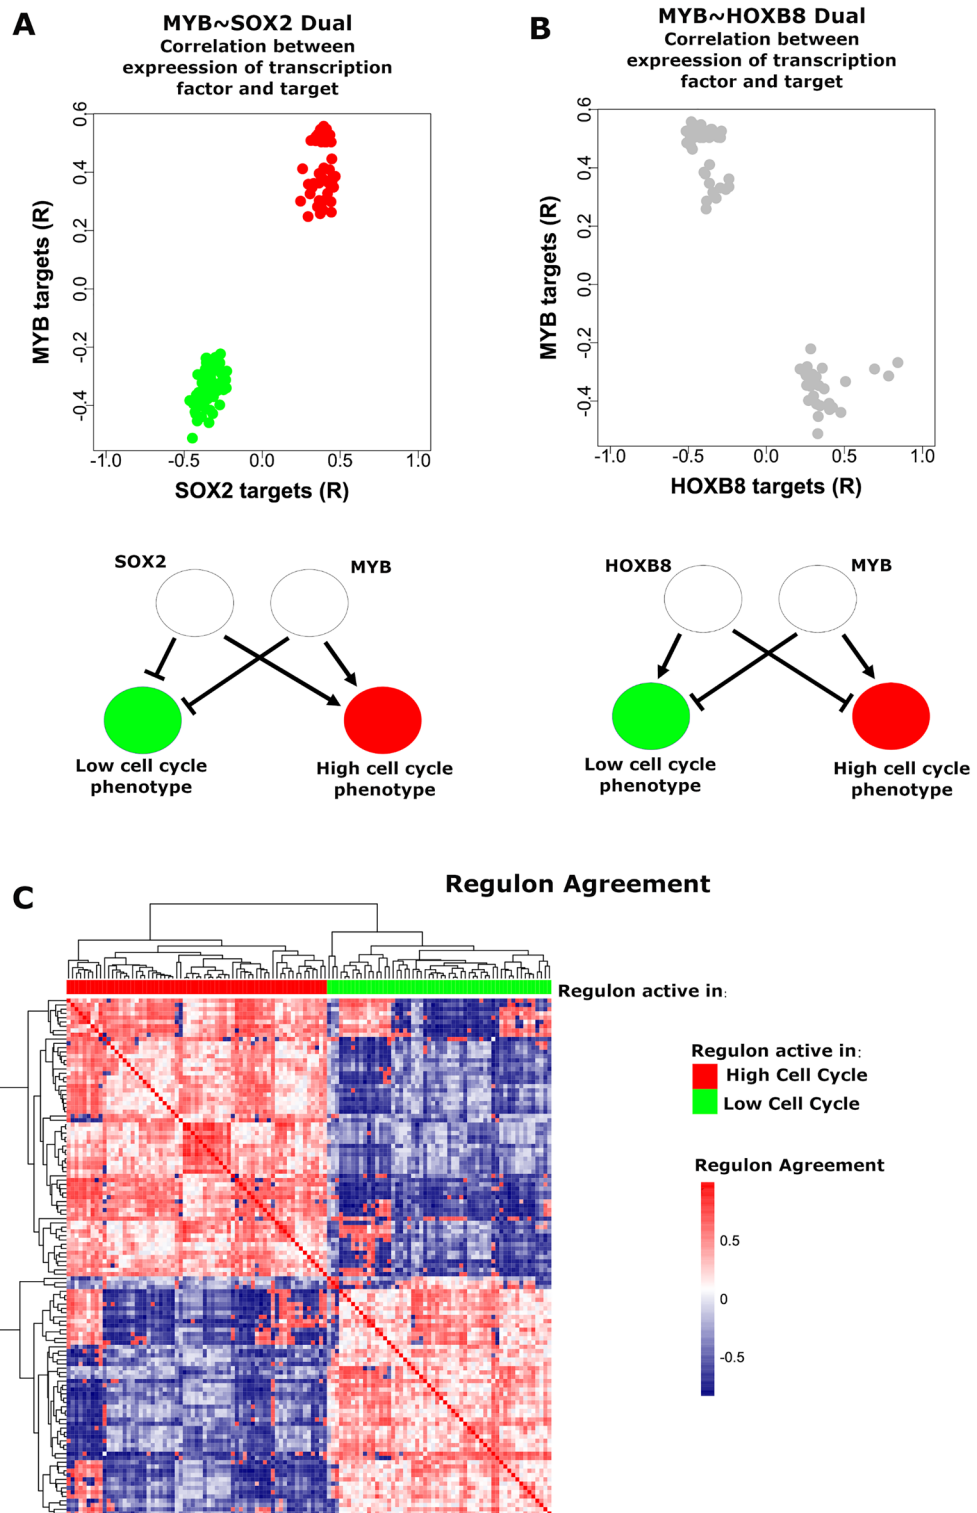 A
MYB~SOX2 Dual
Correlation between
expreession of transcription
factor and target
0.6
0.4
0.2
0.0
-0.2
-0.4
MYB targets (R)
-1.0 -0.5 0.0 0.5 1.0
SOX2 targets (R)
B
MYB~HOXB8 Dual
Correlation between
expreession of transcription
factor and target
0.6
0.4
0.2
0.0
-0.2
-0.4
MYB targets (R)
-1.0 -0.5 0.0 0.5 1.0
HOXB8 targets (R)
SOX2
MYB
Low cell cycle
phenotype
High cell cycle
phenotype
HOXB8
MYB
Low cell cycle
phenotype
High cell cycle
phenotype
C
Regulon Agreement
Regulon active in:
Regulon active in:
High Cell Cycle
Low Cell Cycle
Regulon Agreement
0.5
0
-0.5